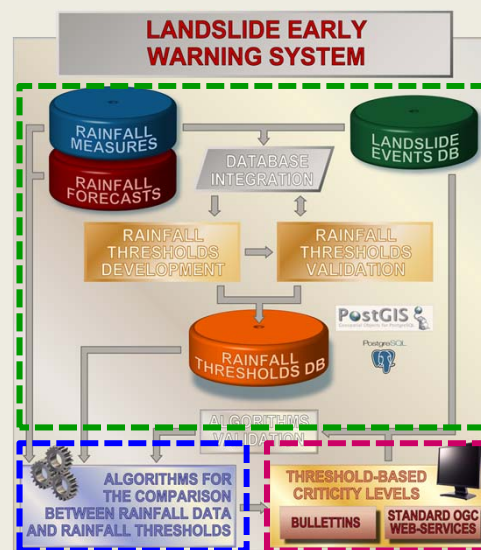 LANDSLIDE EARLY
WARNING SYSTEM
RAINFALL
MEASURES
RAINFALL
FORECASTS
LANDSLIDE
EVENTS DB
DATABASE
INTEGRATION
RAINFALL
THRESHOLDS
DEVELOPMENT
RAINFALL
THRESHOLDS
VALIDATION
RAINFALL
THRESHOLDS DB
PostGIS
PostgreSQL
ALGORITHMS
VALIDATION
ALGORITHMS FOR
THE COMPARISON
BETWEEN RAINFALL DATA
AND RAINFALL THRESHOLDS
THRESHOLD-BASED
CRITICITY LEVELS
BULLETTINS
STANDARD OGC
WEB-SERVICES